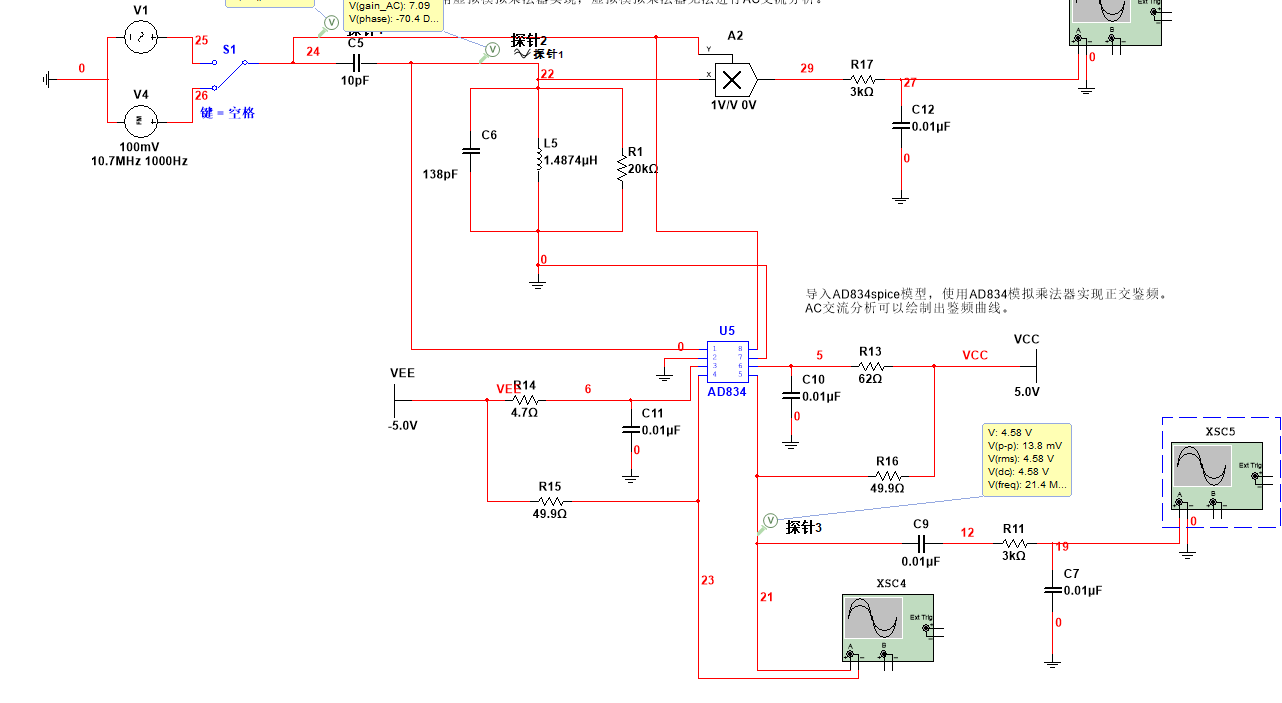 V(gain_AC): 7.09
V(phase): -70.4 D...
V
V
探针2
探针1
V1
25
S1
24
C5
10pF
0
V4
26
键 = 空格
FM
100mV
10.7MHz 1000Hz
22
C6
138pF
L5
1.4874µH
R1
20kΩ
0
A2
Y
X
1V/V 0V
29
R17
3kΩ
27
C12
0.01µF
0
Ext Trig
A
B
0
导入AD834spice模型，使用AD834模拟乘法器实现正交鉴频。
AC交流分析可以绘制出鉴频曲线。
U5
0
1
2
3
4
8
7
6
5
AD834
VEE
-5.0V
VEE
R14
4.7Ω
6
C11
0.01µF
0
R15
49.9Ω
5
R13
62Ω
VCC
VCC
5.0V
C10
0.01µF
0
R16
49.9Ω
V: 4.58 V
V(p-p): 13.8 mV
V(rms): 4.58 V
V(dc): 4.58 V
V(freq): 21.4 M...
V
探针3
C9
0.01µF
12
R11
3kΩ
19
C7
0.01µF
0
XSC5
Ext Trig
A
B
0
23
21
XSC4
Ext Trig
A
B